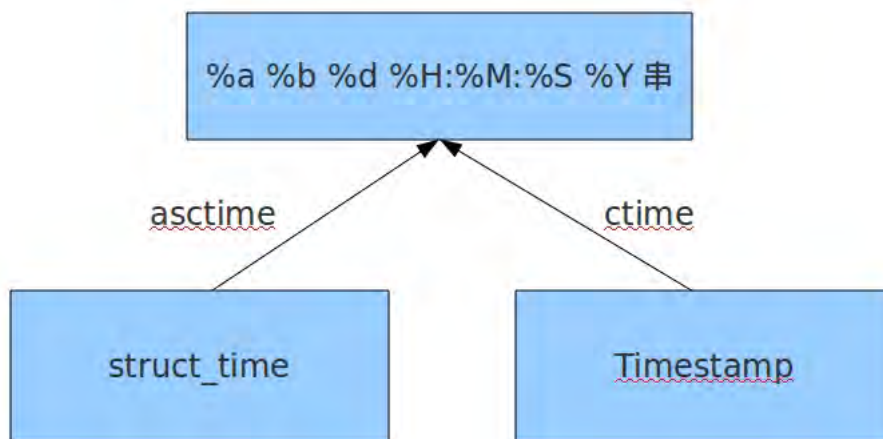 %a %b %d %H:%M:%S %Y 串
asctime
ctime
struct_time
Timestamp